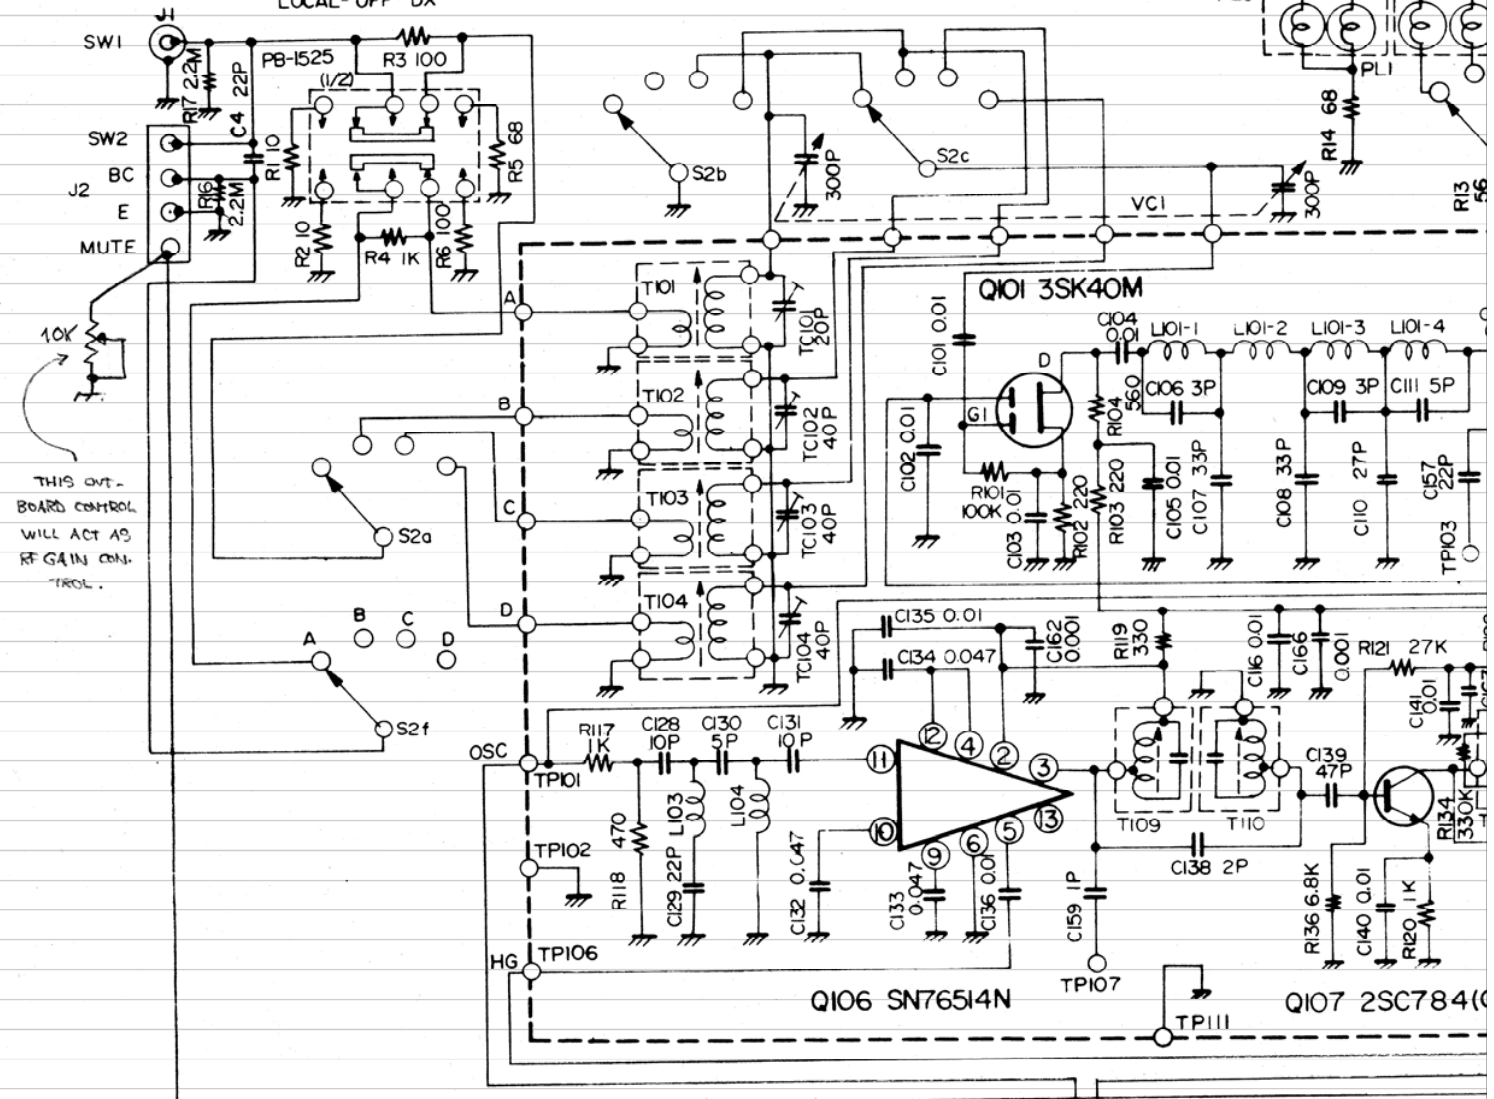 LOCAL-OFF DX
J1
SW1
R17 2.2M
C4 22P
PB-1525
(1/2)
R3 100
SW2
BC
J2
E
MUTE
R16
2.2M
R1 10
R5 68
R2 10
R4 1K
R6 100
10K
THIS OUT-
BOARD CONTROL
WILL ACT AS
RF GAIN CON-
TROL.
S2b
300P
S2c
VC1
300P
PL1
R14 68
R13
56
A
B
C
D
T101
T102
T103
T104
TC101
20P
TC102
40P
TC103
40P
TC104
40P
S2a
A
B
C
D
S2f
Q101 3SK40M
C101 0.01
C102 0.01
G1
D
R101
100K
C103 0.01
R102 220
R104
560
R103 220
C104
0.01
L101-1
L101-2
L101-3
L101-4
C106 3P
C109 3P
C111 5P
C105 0.01
C107 33P
C108 33P
C110 27P
C157
22P
TP103
C135 0.01
C134 0.047
C162
0.001
R119
330
C116 0.01
C166
0.001
R121 27K
C141
0.01
OSC
TP101
R117
1K
C128
10P
C130
5P
C131
10P
R118 470
C129 22P
L103
L104
C132 0.047
11
12
4
2
3
10
9
6
5
13
C133
0.047
C136 0.01
T109
T110
C138 2P
C139
47P
C159 1P
TP107
R136 6.8K
C140 0.01
R120 1K
R134
330K
TP102
HG
TP106
Q106 SN76514N
Q107 2SC784(
TP111